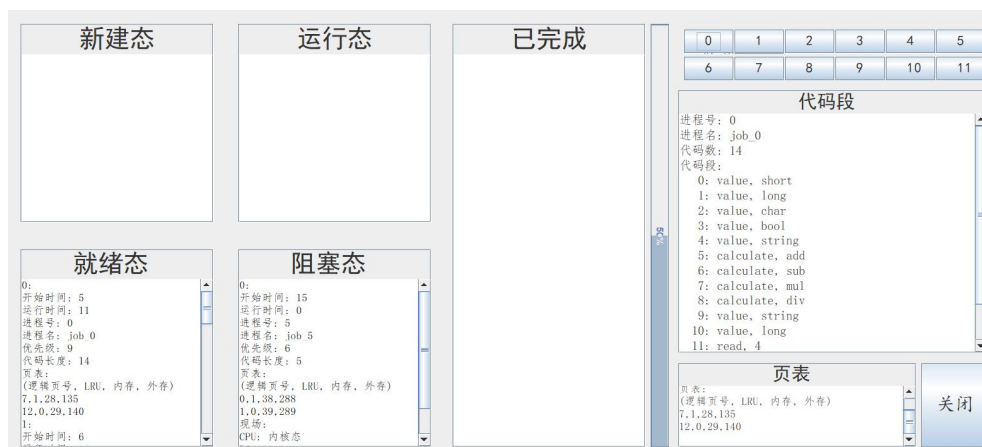 新建态
运行态
已完成
0 1 2 3 4 5
6 7 8 9 10 11
50%
代码段
进程号: 0
进程名: job_0
代码数: 14
代码段:
0: value, short
1: value, long
2: value, char
3: value, bool
4: value, string
5: calculate, add
6: calculate, sub
7: calculate, mul
8: calculate, div
9: value, string
10: value, long
11: read, 4
就绪态
0:
开始时间: 5
运行时间: 11
进程号: 0
进程名: job_0
优先级: 9
代码长度: 14
页表:
(逻辑页号, LRU, 内存, 外存)
7,1,28,135
12,0,29,140
1:
开始时间: 6
阻塞态
0:
开始时间: 15
运行时间: 0
进程号: 5
进程名: job_5
优先级: 6
代码长度: 5
页表:
(逻辑页号, LRU, 内存, 外存)
0,1,38,288
1,0,39,289
现场:
CPU: 内核态
页表
页表:
(逻辑页号, LRU, 内存, 外存)
7,1,28,135
12,0,29,140
关闭